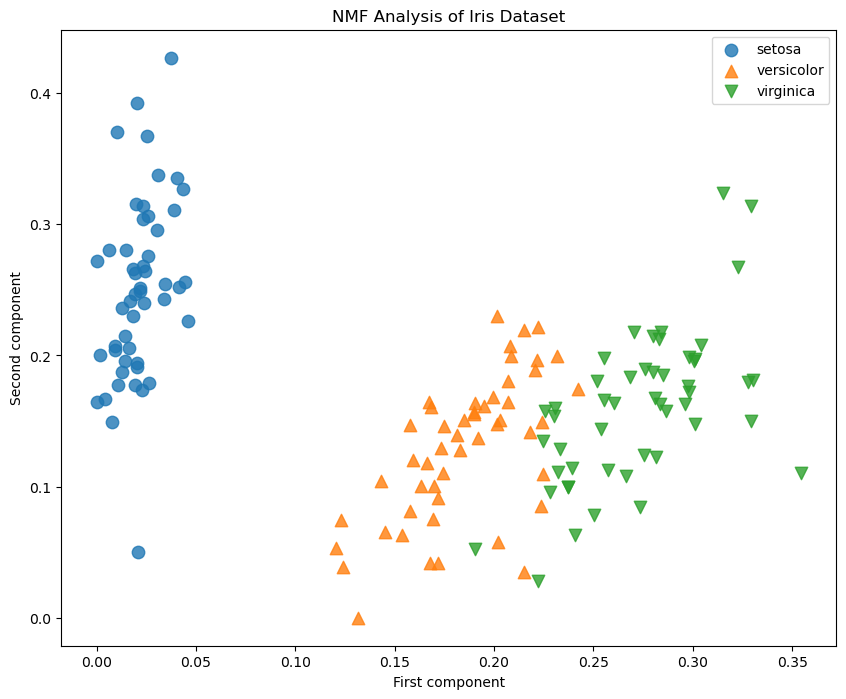 NMF Analysis of Iris Dataset
setosa
versicolor
virginica
Second component
0.4
0.3
0.2
0.1
0.0
0.00 0.05 0.10 0.15 0.20 0.25 0.30 0.35
First component